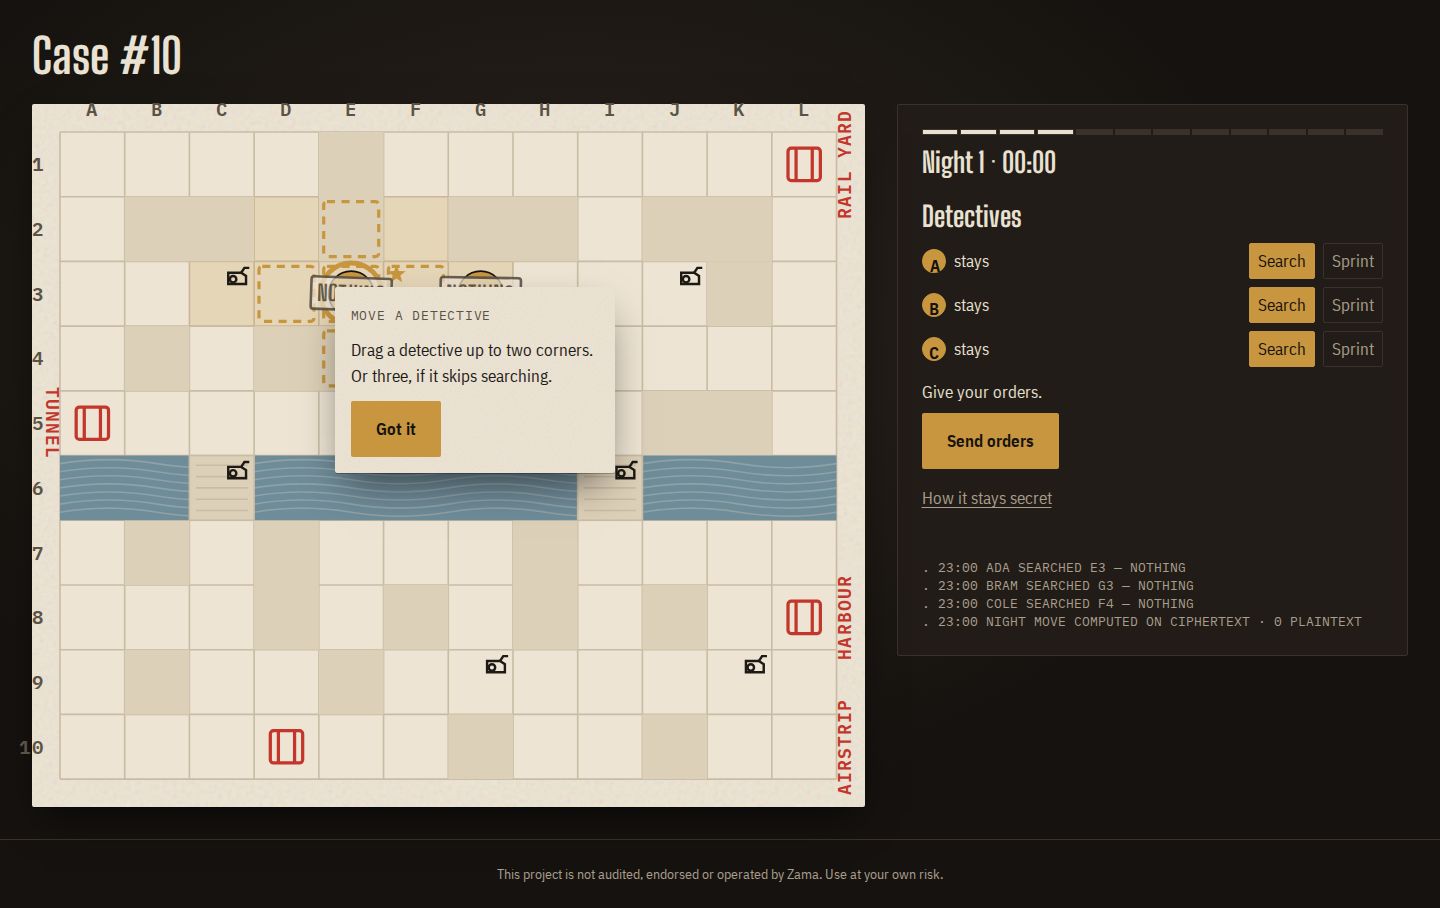 Case #10
A B C D E F G H I J K L
1
2
3
4
5
6
7
8
9
10
RAIL YARD
TUNNEL
HARBOUR
AIRSTRIP
MOVE A DETECTIVE
Drag a detective up to two corners.
Or three, if it skips searching.
Got it
Night 1 · 00:00
Detectives
A stays Search Sprint
B stays Search Sprint
C stays Search Sprint
Give your orders.
Send orders
How it stays secret
. 23:00 ADA SEARCHED E3 — NOTHING
. 23:00 BRAM SEARCHED G3 — NOTHING
. 23:00 COLE SEARCHED F4 — NOTHING
. 23:00 NIGHT MOVE COMPUTED ON CIPHERTEXT · 0 PLAINTEXT
This project is not audited, endorsed or operated by Zama. Use at your own risk.